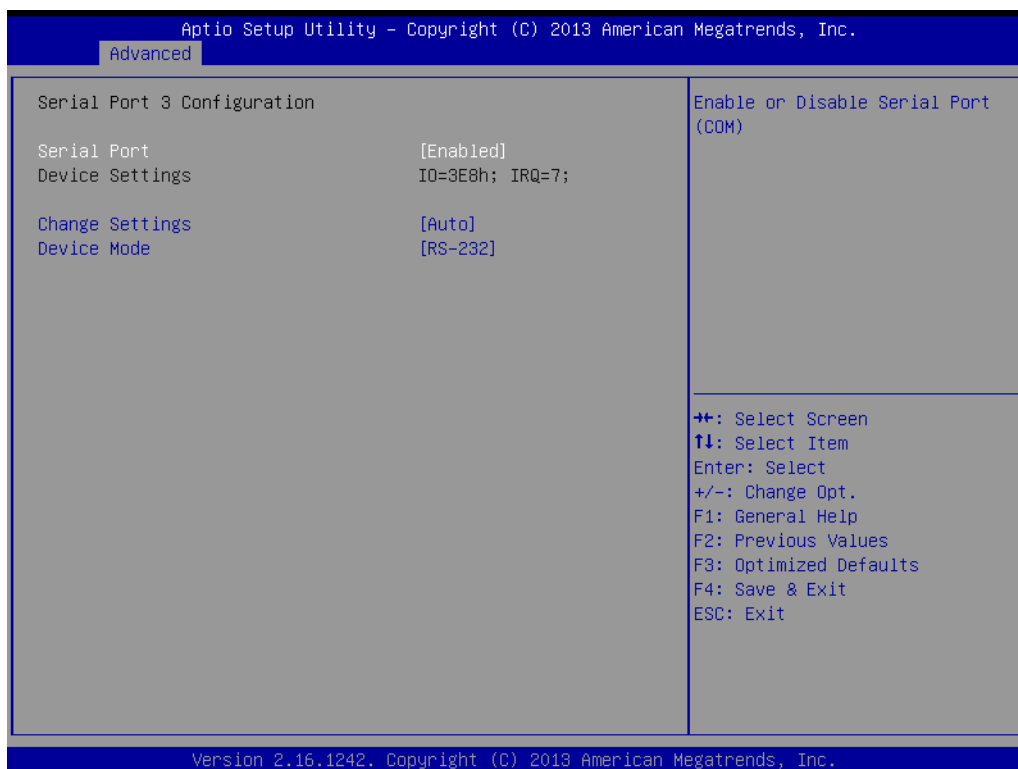 Aptio Setup Utility – Copyright (C) 2013 American Megatrends, Inc.
Advanced
Serial Port 3 Configuration
Serial Port [Enabled]
Device Settings IO=3E8h; IRQ=7;
Change Settings [Auto]
Device Mode [RS-232]
Enable or Disable Serial Port
(COM)
→←: Select Screen
↑↓: Select Item
Enter: Select
+/-: Change Opt.
F1: General Help
F2: Previous Values
F3: Optimized Defaults
F4: Save & Exit
ESC: Exit
Version 2.16.1242. Copyright (C) 2013 American Megatrends, Inc.